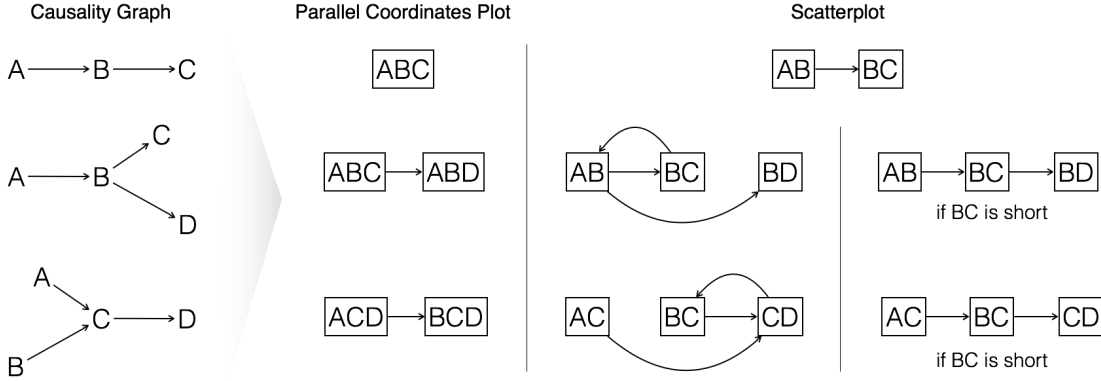 Causality Graph
Parallel Coordinates Plot
Scatterplot
A B C
ABC
AB BC
C
A B
D
ABC ABD
AB BC BD
AB BC BD
if BC is short
A
C D
B
ACD BCD
AC BC CD
AC BC CD
if BC is short